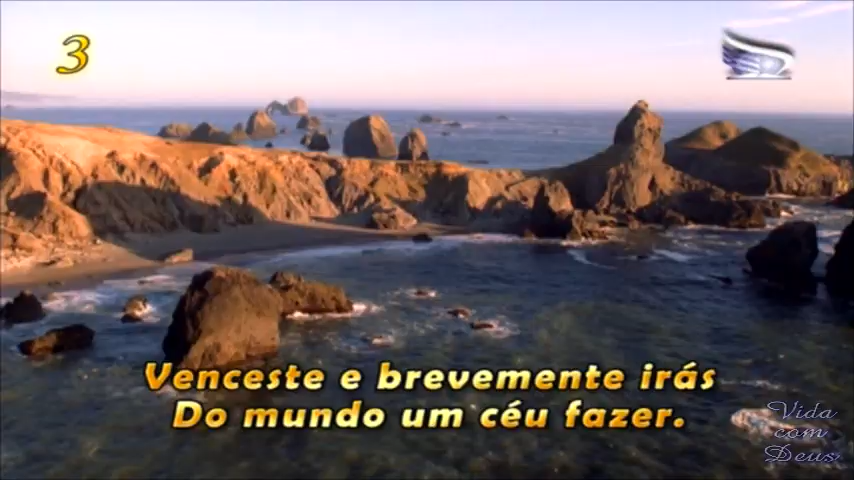 3
Venceste e brevemente irás
Do mundo um céu fazer.
Vida
com
Deus